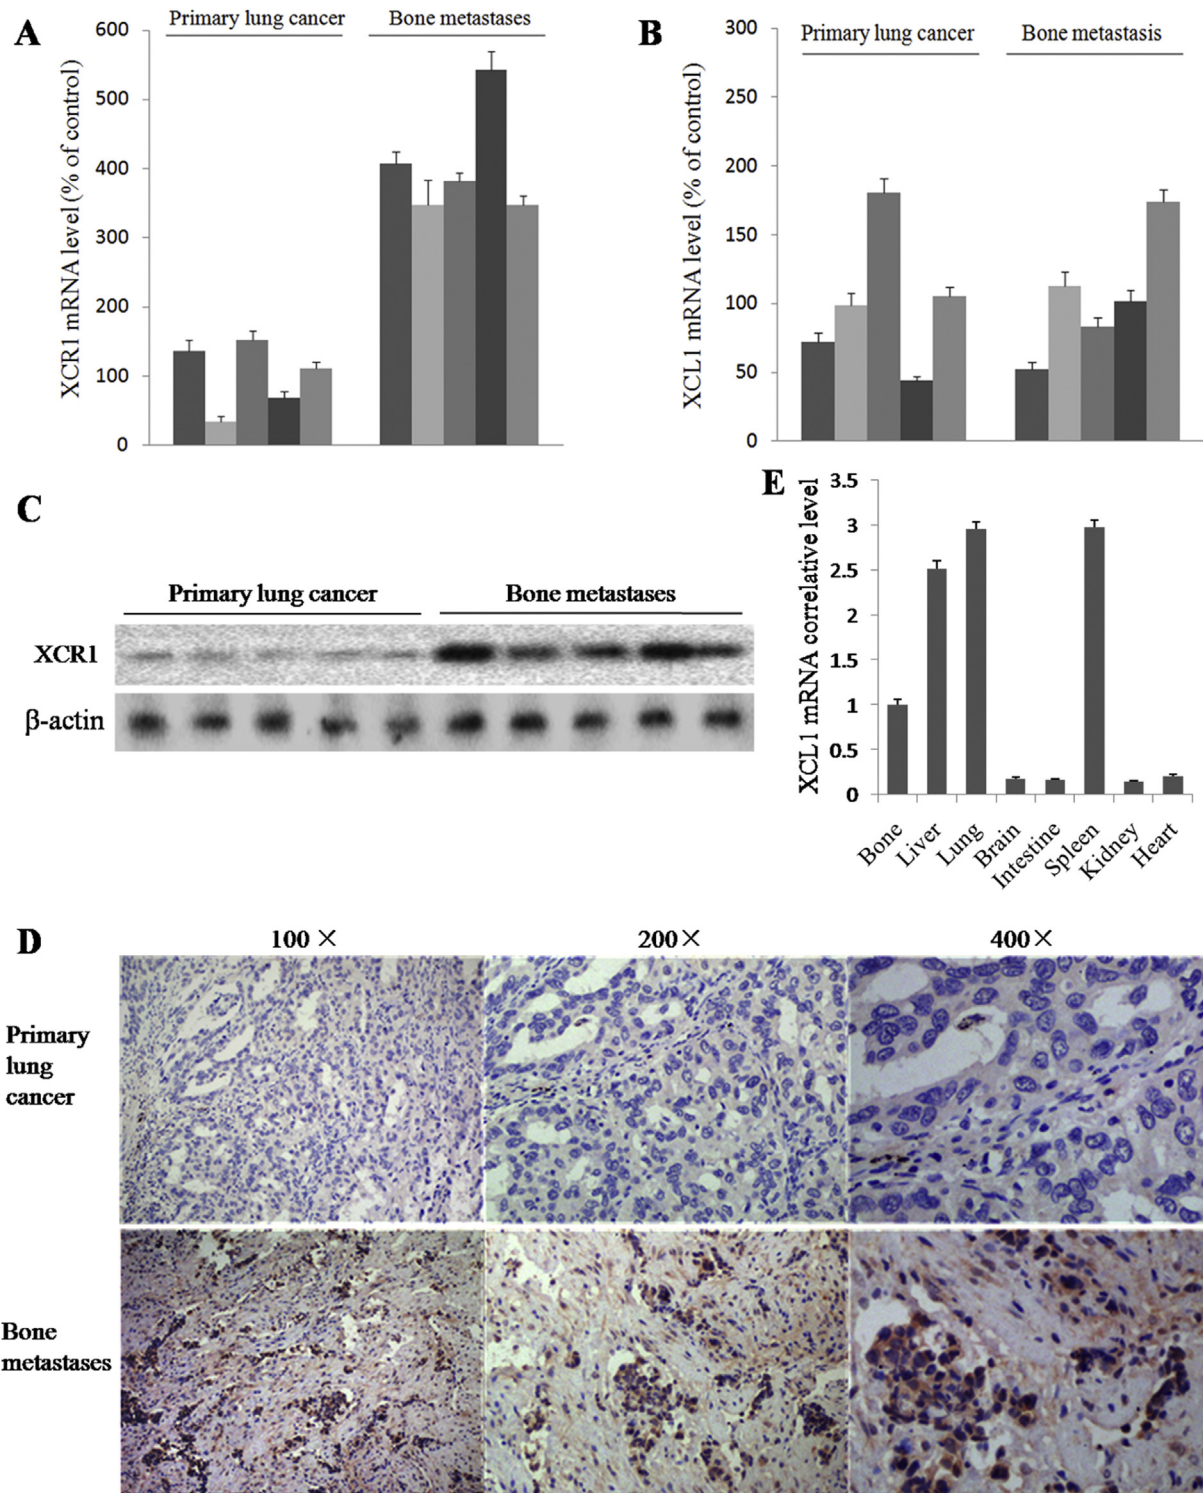 A
Primary lung cancer
Bone metastases
XCR1 mRNA level (% of control)
600
500
400
300
200
100
0
B
Primary lung cancer
Bone metastasis
XCL1 mRNA level (% of control)
300
250
200
150
100
50
0
C
Primary lung cancer
Bone metastases
XCR1
β-actin
E
XCL1 mRNA correlative level
3.5
3
2.5
2
1.5
1
0.5
0
Bone
Liver
Lung
Brain
Intestine
Spleen
Kidney
Heart
D
100 ×
200×
400×
Primary
lung
cancer
Bone
metastases